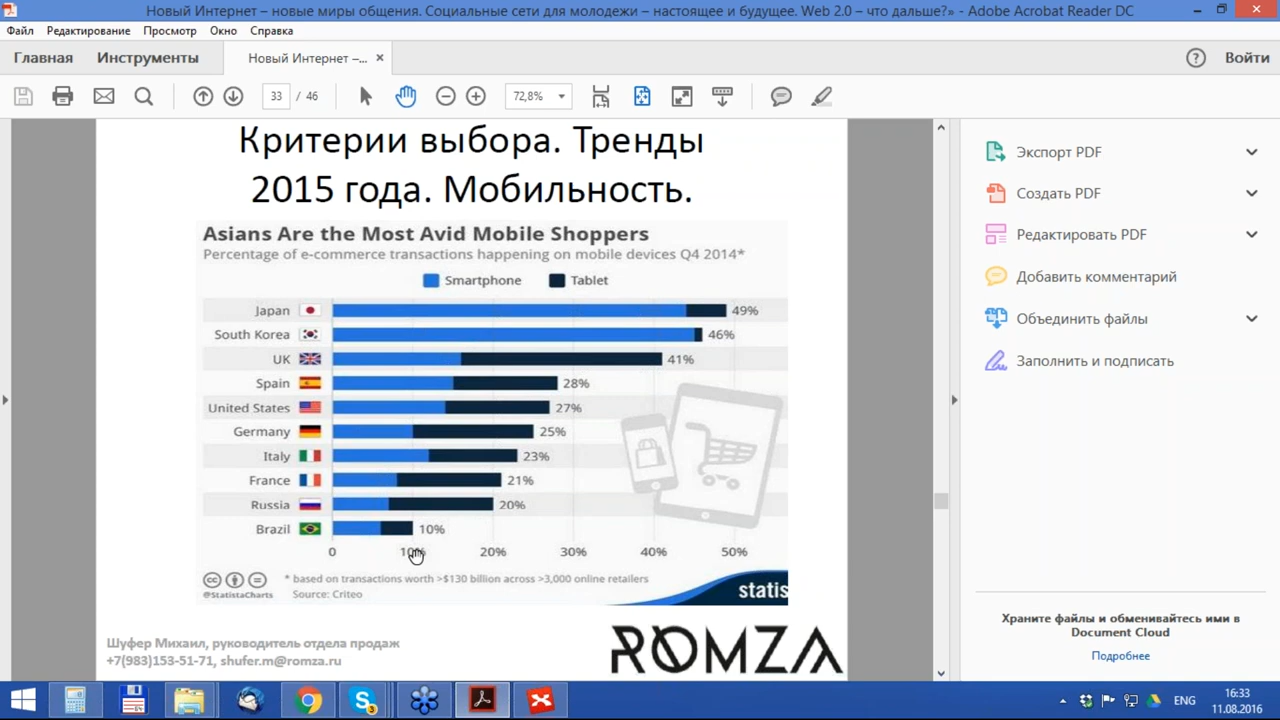 Новый Интернет – новые миры общения. Социальные сети для молодежи – настоящее и будущее. Web 2.0 – что дальше?» - Adobe Acrobat Reader DC
Файл Редактирование Просмотр Окно Справка
Главная Инструменты Новый Интернет –... × ? Войти
33 / 46 72,8%
Критерии выбора. Тренды
2015 года. Мобильность.
Asians Are the Most Avid Mobile Shoppers
Percentage of e-commerce transactions happening on mobile devices Q4 2014*
Smartphone Tablet
Japan 49%
South Korea 46%
UK 41%
Spain 28%
United States 27%
Germany 25%
Italy 23%
France 21%
Russia 20%
Brazil 10%
0 10% 20% 30% 40% 50%
* based on transactions worth >$130 billion across >3,000 online retailers
@StatistaCharts Source: Criteo
statis
Шуфер Михаил, руководитель отдела продаж
+7(983)153-51-71, shufer.m@romza.ru
ROMZA
Экспорт PDF
Создать PDF
Редактировать PDF
Добавить комментарий
Объединить файлы
Заполнить и подписать
Храните файлы и обменивайтесь ими в
Document Cloud
Подробнее
64
S 3
ENG
16:33
11.08.2016